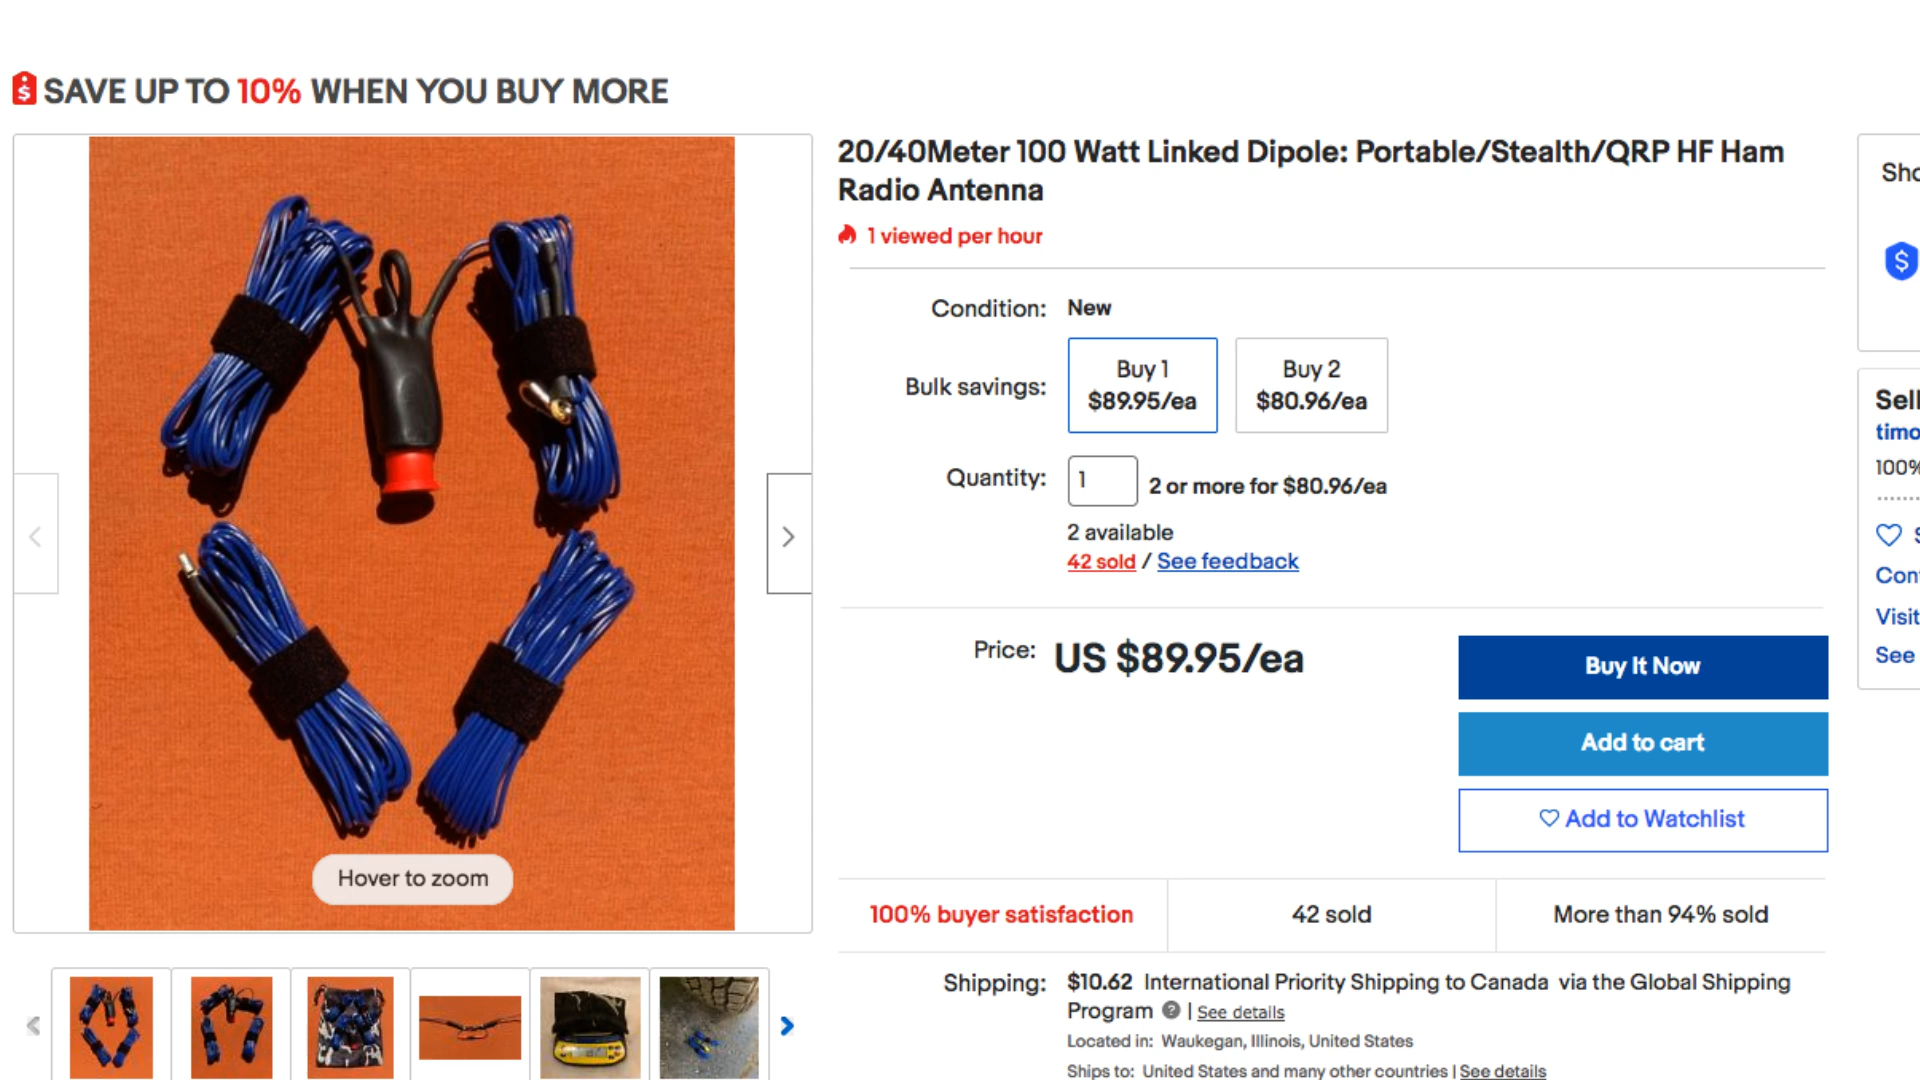 SAVE UP TO 10% WHEN YOU BUY MORE
20/40Meter 100 Watt Linked Dipole: Portable/Stealth/QRP HF Ham
Radio Antenna
1 viewed per hour
Condition: New
Bulk savings:
Buy 1
$89.95/ea
Buy 2
$80.96/ea
Quantity: 1 2 or more for $80.96/ea
2 available
42 sold / See feedback
Price: US $89.95/ea
Buy It Now
Add to cart
Add to Watchlist
Hover to zoom
100% buyer satisfaction
42 sold
More than 94% sold
Shipping: $10.62 International Priority Shipping to Canada via the Global Shipping
Program ? | See details
Located in: Waukegan, Illinois, United States
Ships to: United States and many other countries | See details
Sho
Sell
timo
100%
S
Con
Visit
See